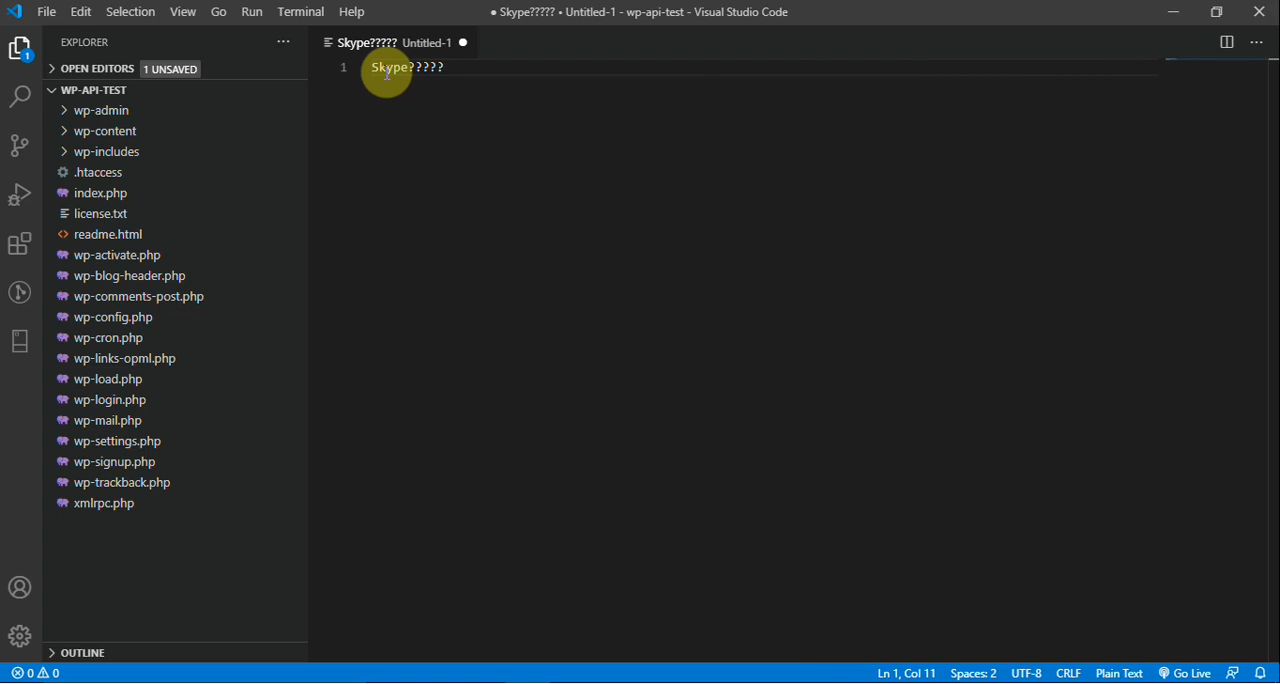 File Edit Selection View Go Run Terminal Help
● Skype????? • Untitled-1 - wp-api-test - Visual Studio Code
EXPLORER
Skype????? Untitled-1 ●
OPEN EDITORS 1 UNSAVED
1 Skype?????
WP-API-TEST
wp-admin
wp-content
wp-includes
.htaccess
index.php
license.txt
readme.html
wp-activate.php
wp-blog-header.php
wp-comments-post.php
wp-config.php
wp-cron.php
wp-links-opml.php
wp-load.php
wp-login.php
wp-mail.php
wp-settings.php
wp-signup.php
wp-trackback.php
xmlrpc.php
1
OUTLINE
0 0 Ln 1, Col 11 Spaces: 2 UTF-8 CRLF Plain Text Go Live